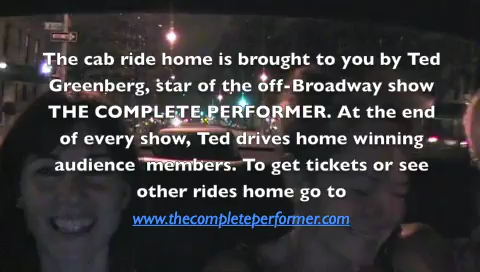 The cab ride home is brought to you by Ted
Greenberg, star of the off-Broadway show
THE COMPLETE PERFORMER. At the end
of every show, Ted drives home winning
audience members. To get tickets or see
other rides home go to
www.thecompleteperformer.com